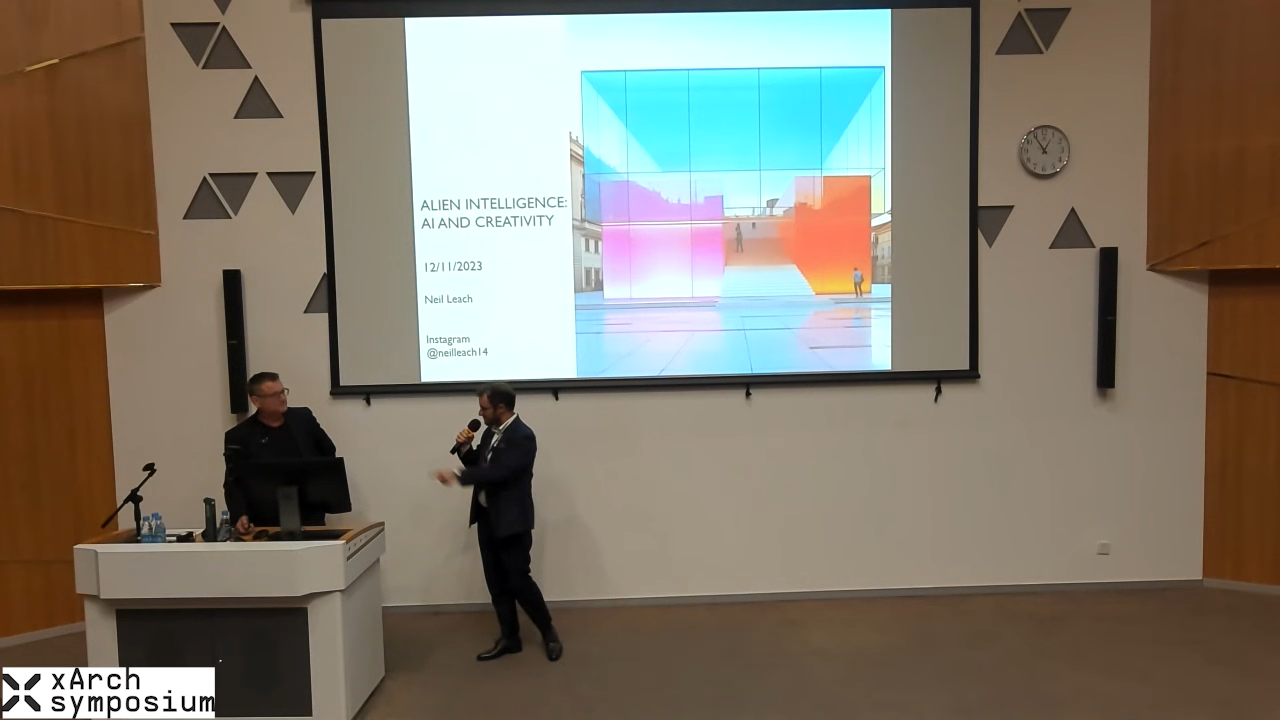 ALIEN INTELLIGENCE:
AI AND CREATIVITY
12/11/2023
Neil Leach
Instagram
@neilleach14
xArch
symposium